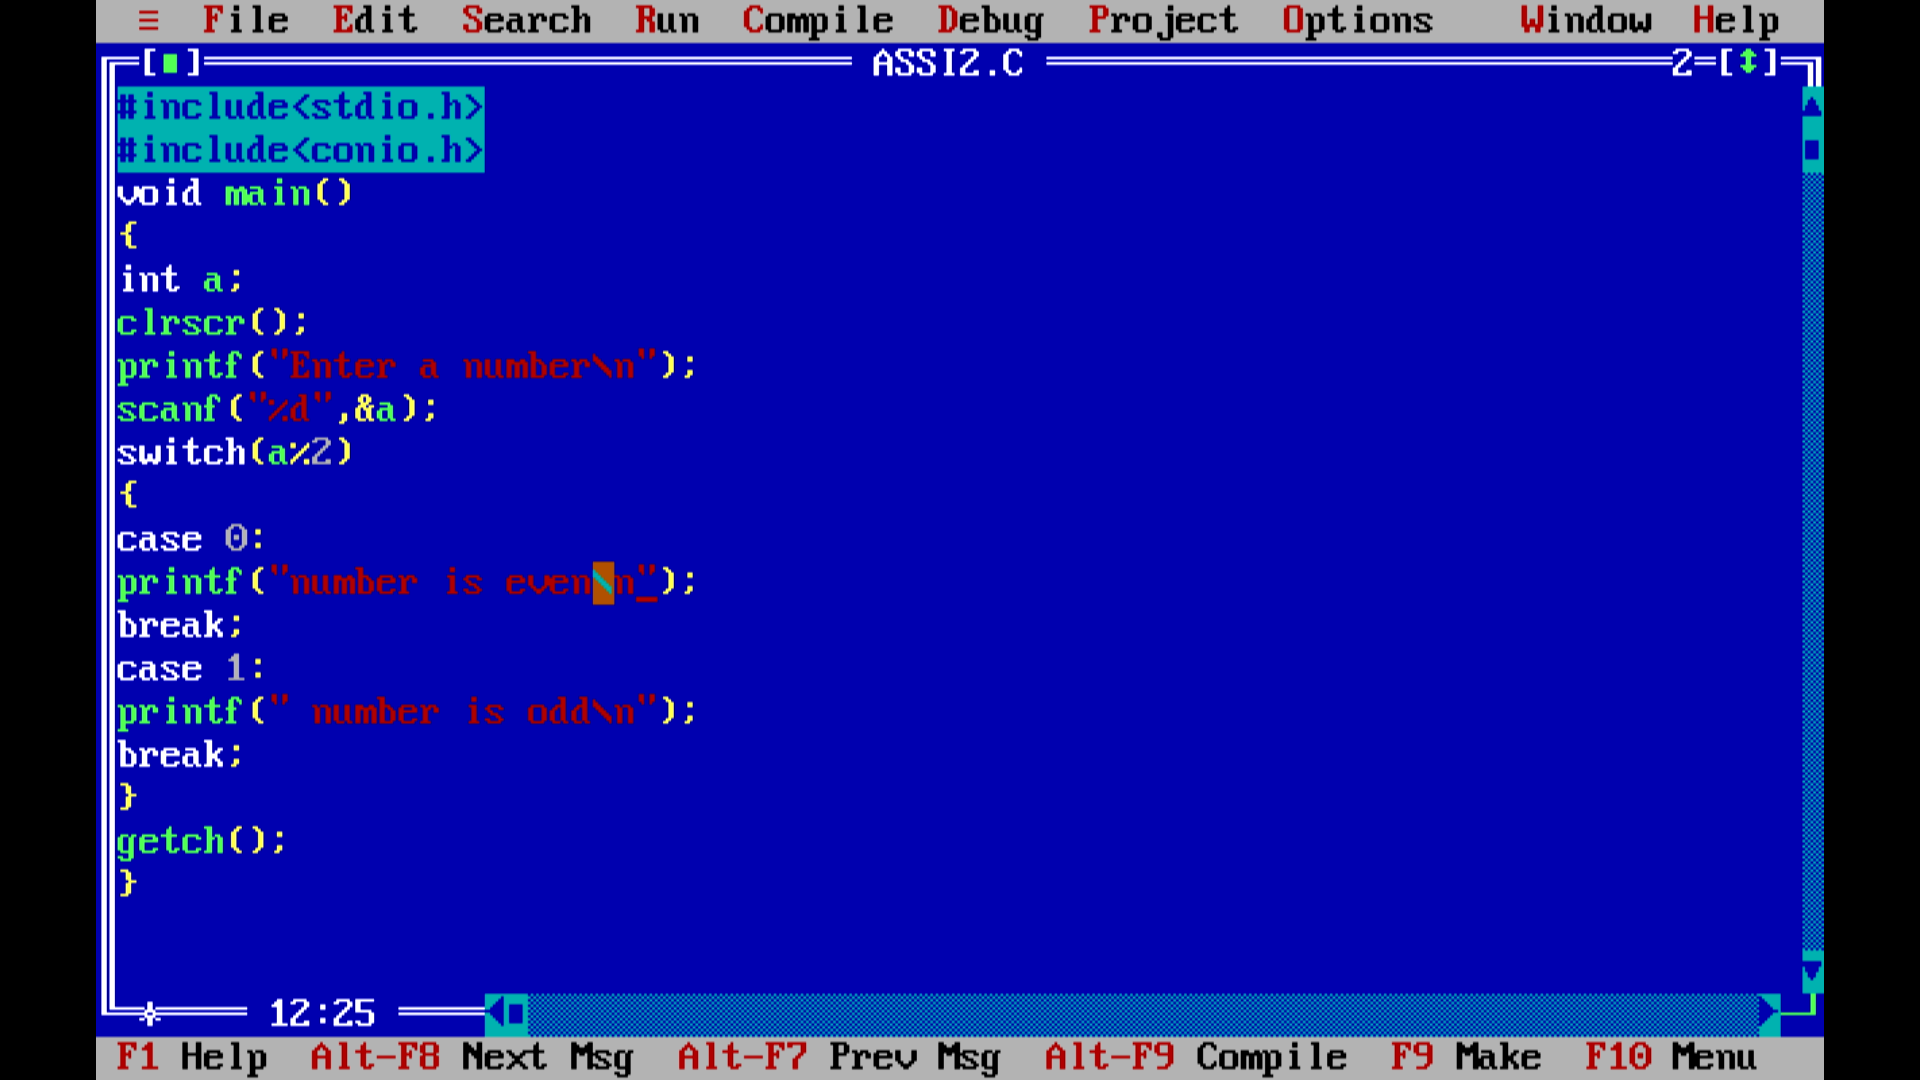 ≡ File Edit Search Run Compile Debug Project Options Window Help
[■] ASSI2.C 2=[↕]
#include<stdio.h>
#include<conio.h>
void main()
{
int a;
clrscr();
printf("Enter a number\n");
scanf("%d",&a);
switch(a%2)
{
case 0:
printf("number is even\n");
break;
case 1:
printf(" number is odd\n");
break;
}
getch();
}
12:25
F1 Help Alt-F8 Next Msg Alt-F7 Prev Msg Alt-F9 Compile F9 Make F10 Menu